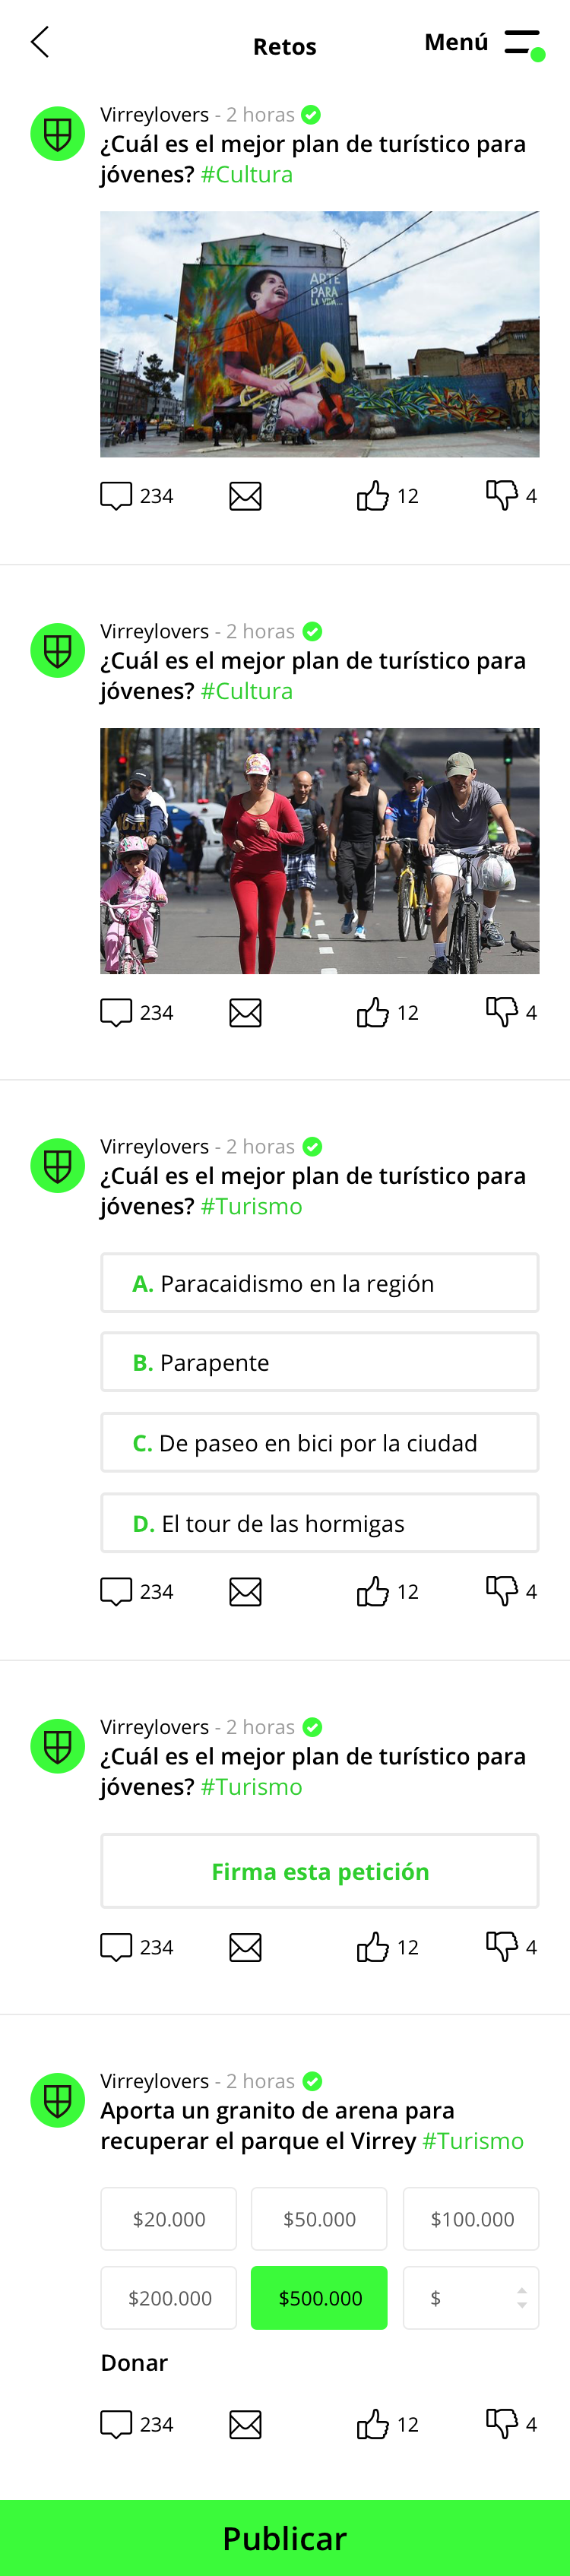 Retos
Menú
Virreylovers - 2 horas
¿Cuál es el mejor plan de turístico para
jóvenes? #Cultura
ARTE
PARA
LA VIDA...
234
12
4
Virreylovers - 2 horas
¿Cuál es el mejor plan de turístico para
jóvenes? #Cultura
234
12
4
Virreylovers - 2 horas
¿Cuál es el mejor plan de turístico para
jóvenes? #Turismo
A. Paracaidismo en la región
B. Parapente
C. De paseo en bici por la ciudad
D. El tour de las hormigas
234
12
4
Virreylovers - 2 horas
¿Cuál es el mejor plan de turístico para
jóvenes? #Turismo
Firma esta petición
234
12
4
Virreylovers - 2 horas
Aporta un granito de arena para
recuperar el parque el Virrey #Turismo
$20.000
$50.000
$100.000
$200.000
$500.000
$
Donar
234
12
4
Publicar